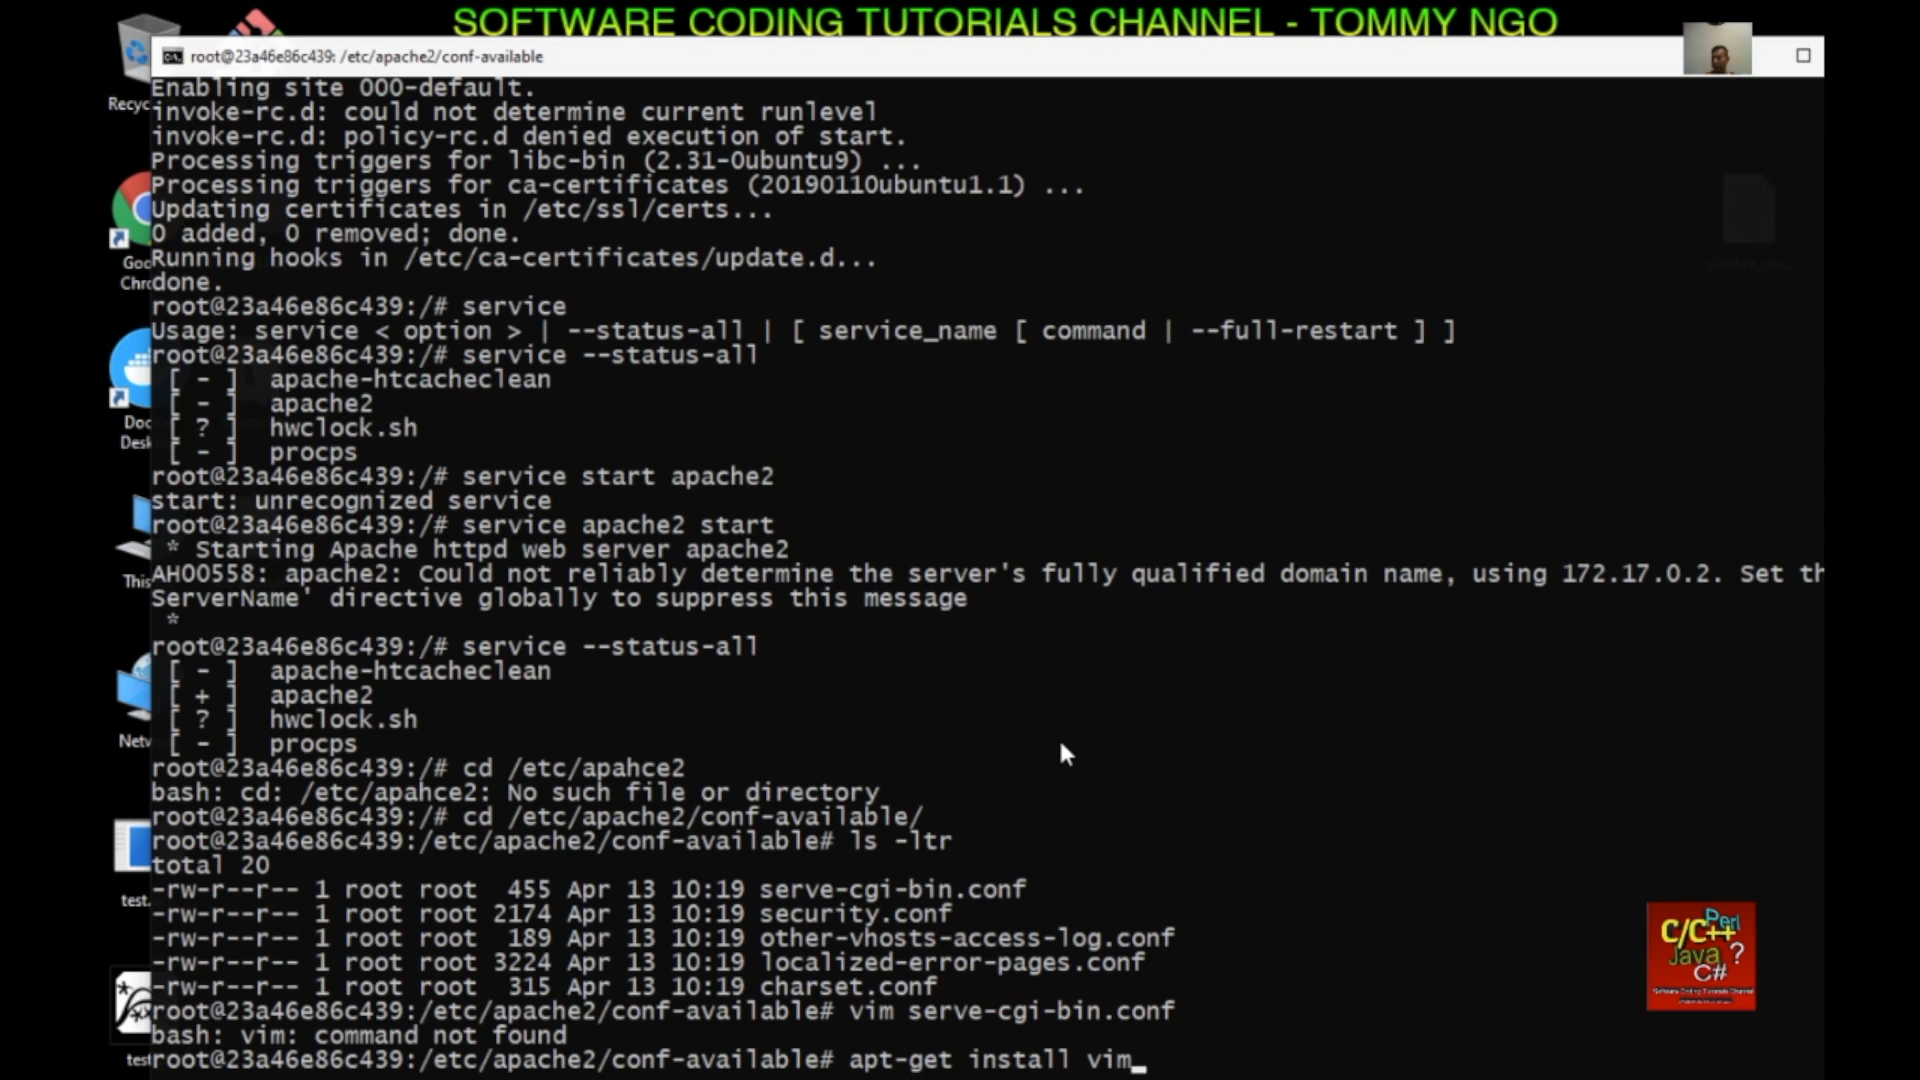 SOFTWARE CODING TUTORIALS CHANNEL - TOMMY NGO
root@23a46e86c439: /etc/apache2/conf-available
Enabling site 000-default.
invoke-rc.d: could not determine current runlevel
invoke-rc.d: policy-rc.d denied execution of start.
Processing triggers for libc-bin (2.31-0ubuntu9) ...
Processing triggers for ca-certificates (20190110ubuntu1.1) ...
Updating certificates in /etc/ssl/certs...
0 added, 0 removed; done.
Running hooks in /etc/ca-certificates/update.d...
done.
root@23a46e86c439:/# service
Usage: service < option > | --status-all | [ service_name [ command | --full-restart ] ]
root@23a46e86c439:/# service --status-all
[ - ]  apache-htcacheclean
[ - ]  apache2
[ ? ]  hwclock.sh
[ - ]  procps
root@23a46e86c439:/# service start apache2
start: unrecognized service
root@23a46e86c439:/# service apache2 start
* Starting Apache httpd web server apache2
AH00558: apache2: Could not reliably determine the server's fully qualified domain name, using 172.17.0.2. Set th
ServerName' directive globally to suppress this message
*
root@23a46e86c439:/# service --status-all
[ - ]  apache-htcacheclean
[ + ]  apache2
[ ? ]  hwclock.sh
[ - ]  procps
root@23a46e86c439:/# cd /etc/apahce2
bash: cd: /etc/apahce2: No such file or directory
root@23a46e86c439:/# cd /etc/apache2/conf-available/
root@23a46e86c439:/etc/apache2/conf-available# ls -ltr
total 20
-rw-r--r-- 1 root root  455 Apr 13 10:19 serve-cgi-bin.conf
-rw-r--r-- 1 root root 2174 Apr 13 10:19 security.conf
-rw-r--r-- 1 root root  189 Apr 13 10:19 other-vhosts-access-log.conf
-rw-r--r-- 1 root root 3224 Apr 13 10:19 localized-error-pages.conf
-rw-r--r-- 1 root root  315 Apr 13 10:19 charset.conf
root@23a46e86c439:/etc/apache2/conf-available# vim serve-cgi-bin.conf
bash: vim: command not found
root@23a46e86c439:/etc/apache2/conf-available# apt-get install vim
Recyc
Goo
Chro
Doc
Desk
This
Netw
test.
test
C/C++
Perl
Java ?
C#
Software Coding Tutorials Channel